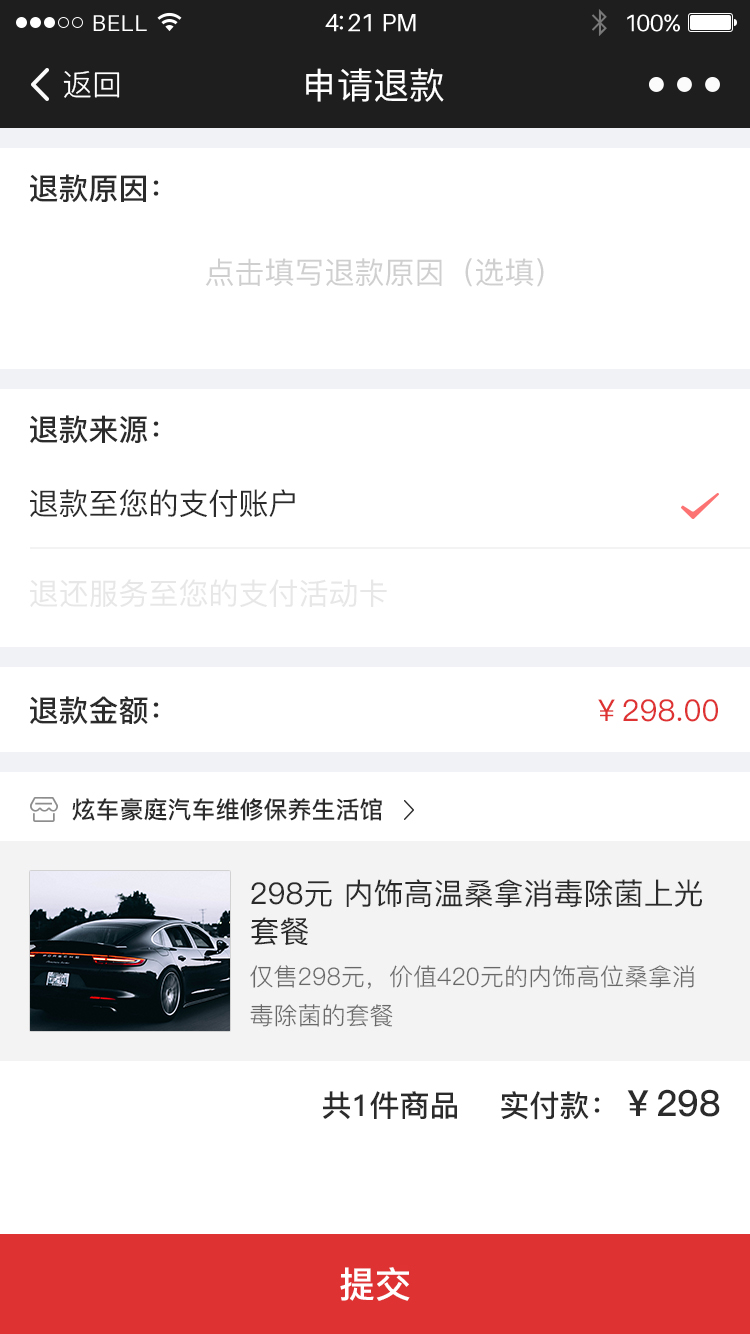 BELL 4:21 PM 100%
返回 申请退款
退款原因：
点击填写退款原因（选填）
退款来源：
退款至您的支付账户
退还服务至您的支付活动卡
退款金额： ¥ 298.00
炫车豪庭汽车维修保养生活馆
298元 内饰高温桑拿消毒除菌上光
套餐
仅售298元，价值420元的内饰高位桑拿消
毒除菌的套餐
PORSCHE
共1件商品 实付款： ¥ 298
提交